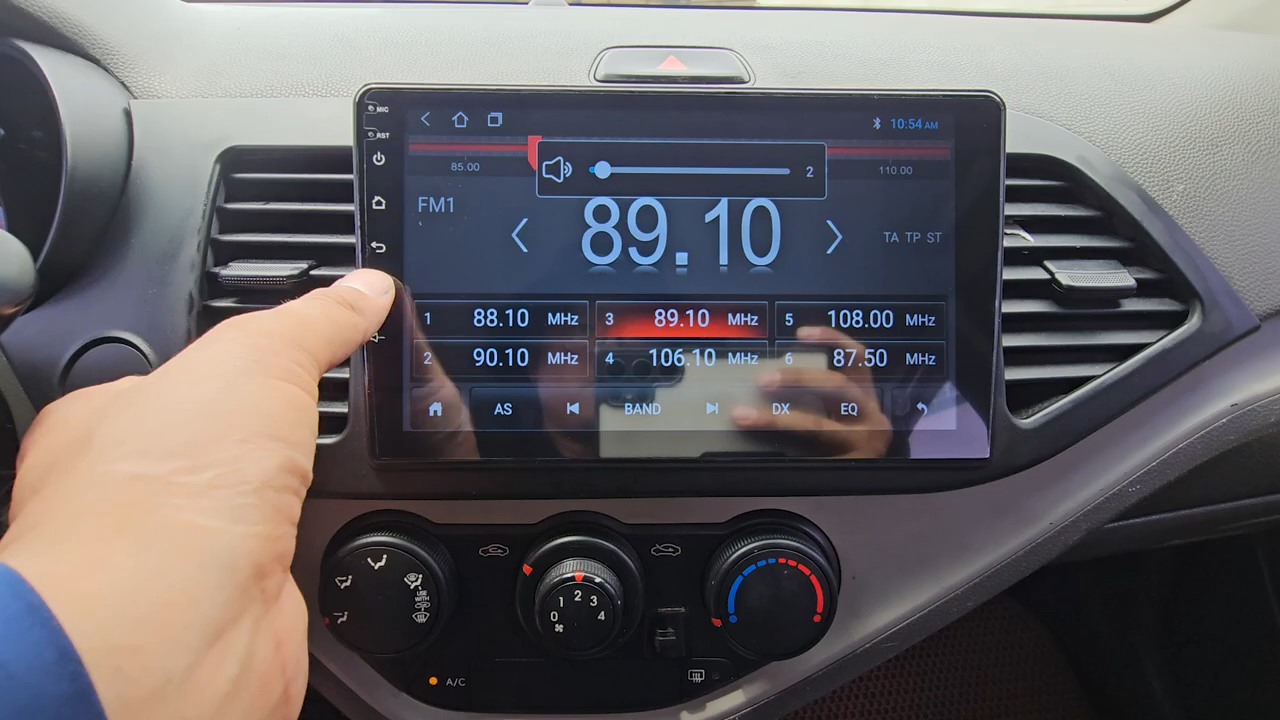 MIC
RST
10:54 AM
85.00
110.00
2
FM1
89.10
TA TP ST
1 88.10 MHz
3 89.10 MHz
5 108.00 MHz
2 90.10 MHz
4 106.10 MHz
6 87.50 MHz
AS
BAND
DX
EQ
USE
WITH
0 1 2 3 4
A/C